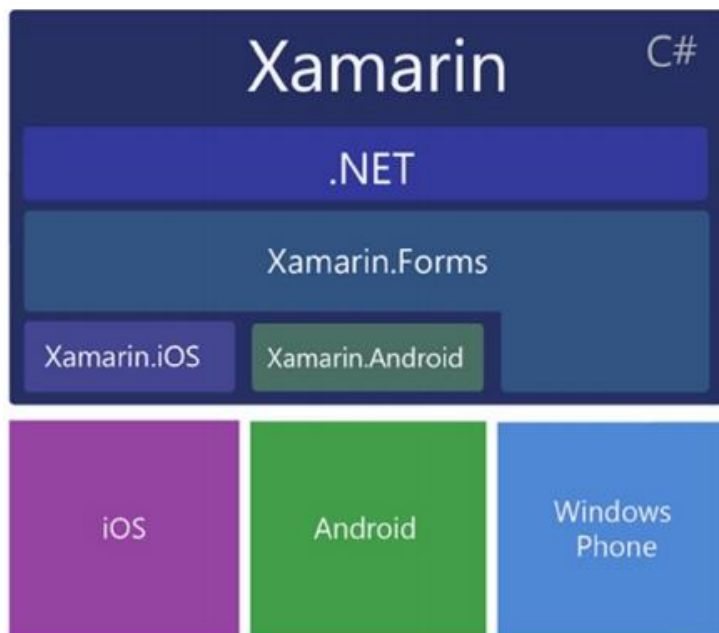 Xamarin
C#
.NET
Xamarin.Forms
Xamarin.iOS
Xamarin.Android
iOS
Android
Windows
Phone